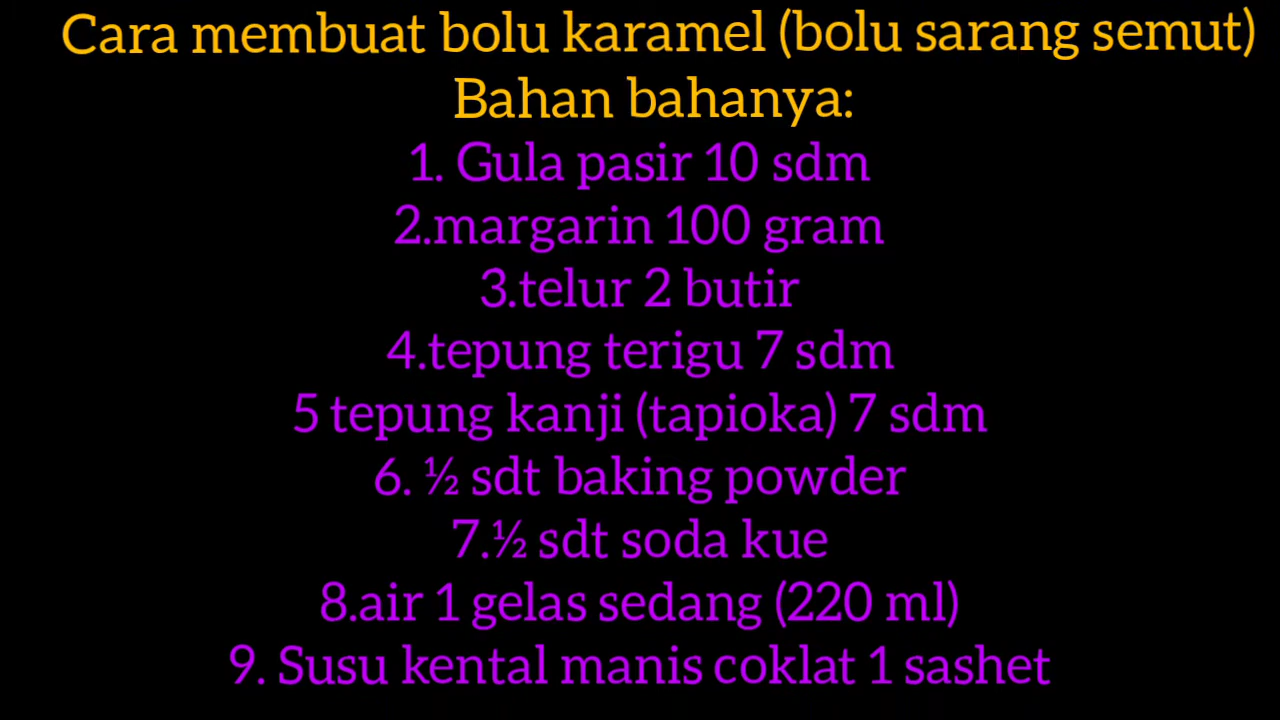 Cara membuat bolu karamel (bolu sarang semut)
Bahan bahanya:
1. Gula pasir 10 sdm
2.margarin 100 gram
3.telur 2 butir
4.tepung terigu 7 sdm
5 tepung kanji (tapioka) 7 sdm
6. ½ sdt baking powder
7.½ sdt soda kue
8.air 1 gelas sedang (220 ml)
9. Susu kental manis coklat 1 sashet